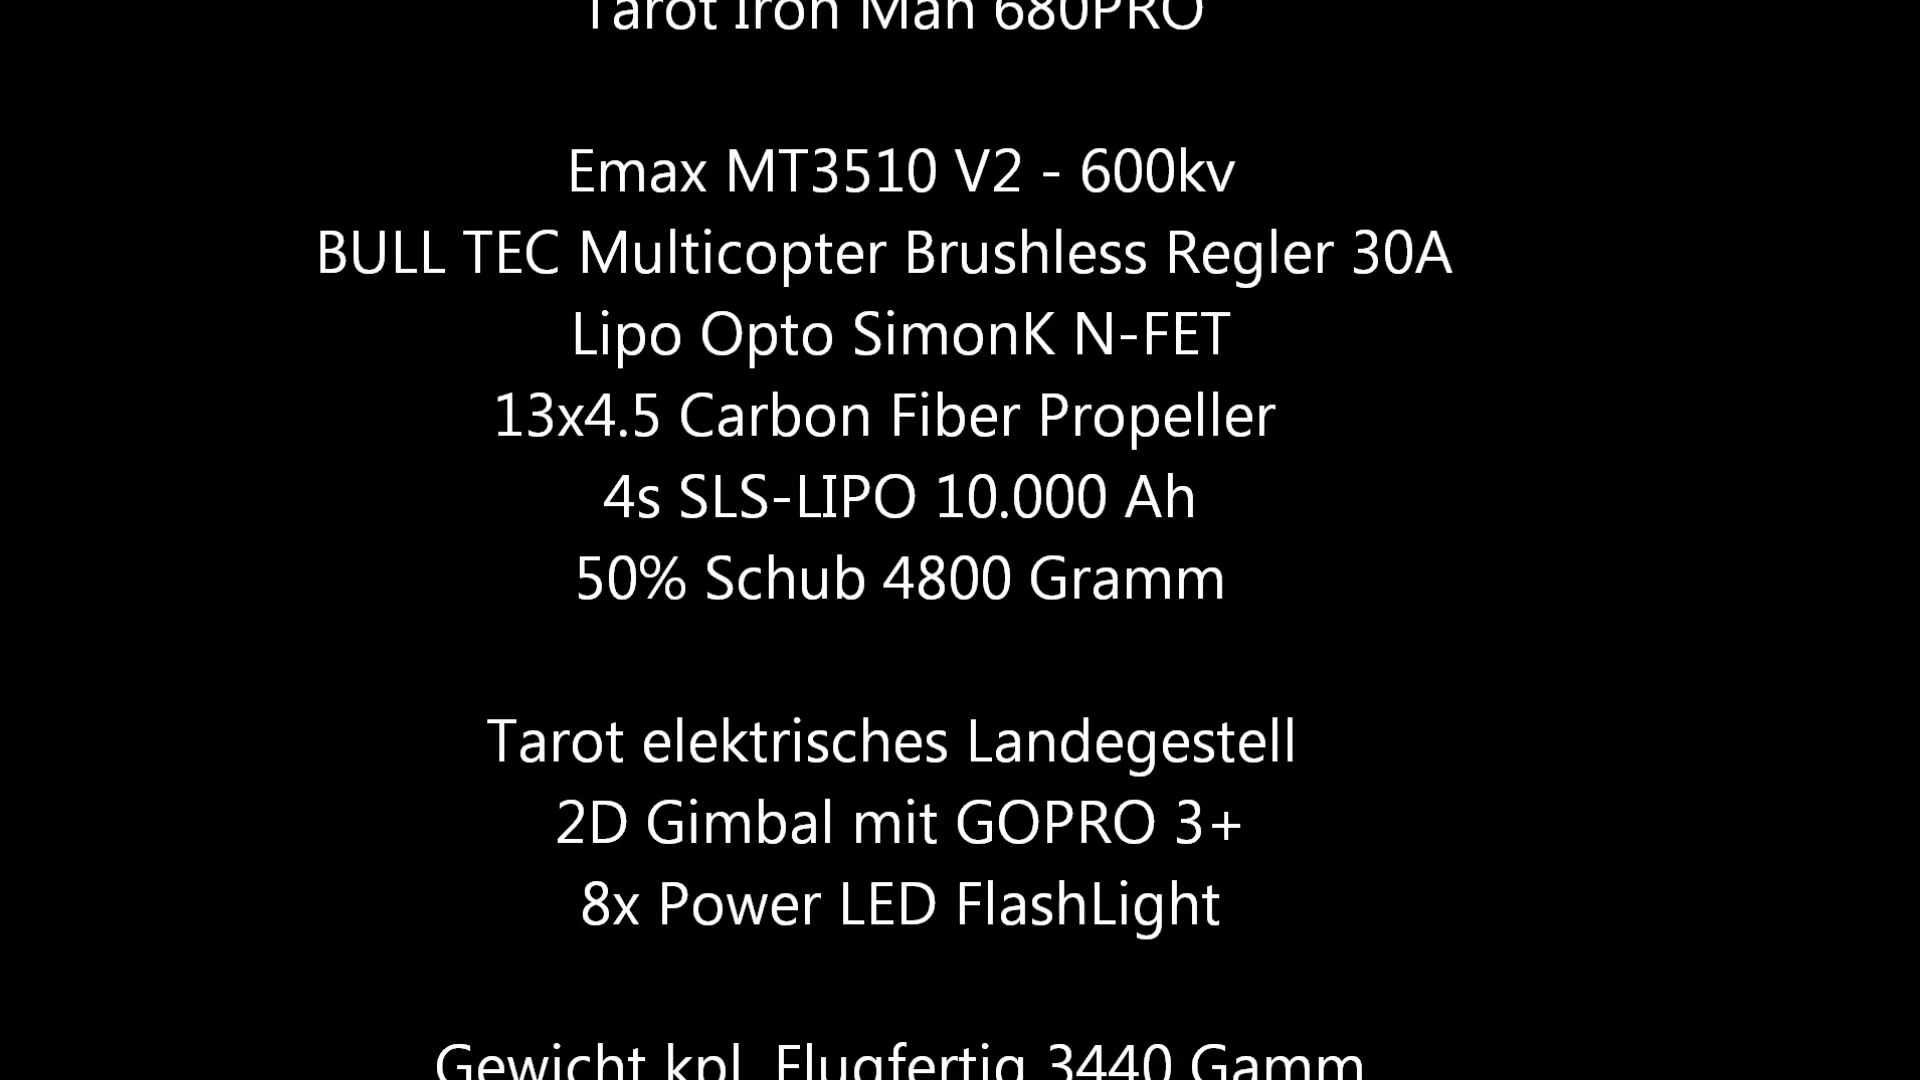 Tarot Iron Man 680PRO
Emax MT3510 V2 - 600kv
BULL TEC Multicopter Brushless Regler 30A
Lipo Opto SimonK N-FET
13x4.5 Carbon Fiber Propeller
4s SLS-LIPO 10.000 Ah
50% Schub 4800 Gramm
Tarot elektrisches Landegestell
2D Gimbal mit GOPRO 3+
8x Power LED FlashLight
Gewicht kpl. Flugfertig 3440 Gamm